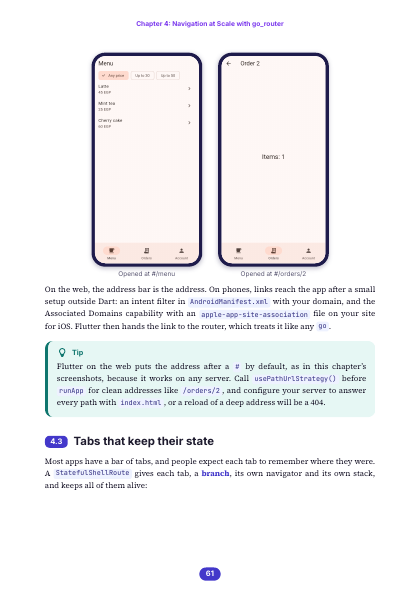 Chapter 4: Navigation at Scale with go_router
Menu
Any price
Up to 50
Up to 60
Latte
45 EGP
Mint tea
Cherry cake
60 EGP
Menu
Orders
Account
Order 2
Items: 1
Menu
Orders
Account
Opened at #/menu
Opened at #/orders/2
On the web, the address bar is the address. On phones, links reach the app after a small
setup outside Dart: an intent filter in AndroidManifest.xml with your domain, and the
Associated Domains capability with an apple-app-site-association file on your site
for iOS. Flutter then hands the link to the router, which treats it like any go.
Tip
Flutter on the web puts the address after a # by default, as in this chapter's
screenshots, because it works on any server. Call usePathUrlStrategy() before
runApp for clean addresses like /orders/2, and configure your server to answer
every path with index.html, or a reload of a deep address will be a 404.
4.3 Tabs that keep their state
Most apps have a bar of tabs, and people expect each tab to remember where they were.
A StatefulShellRoute gives each tab, a branch, its own navigator and its own stack,
and keeps all of them alive:
61